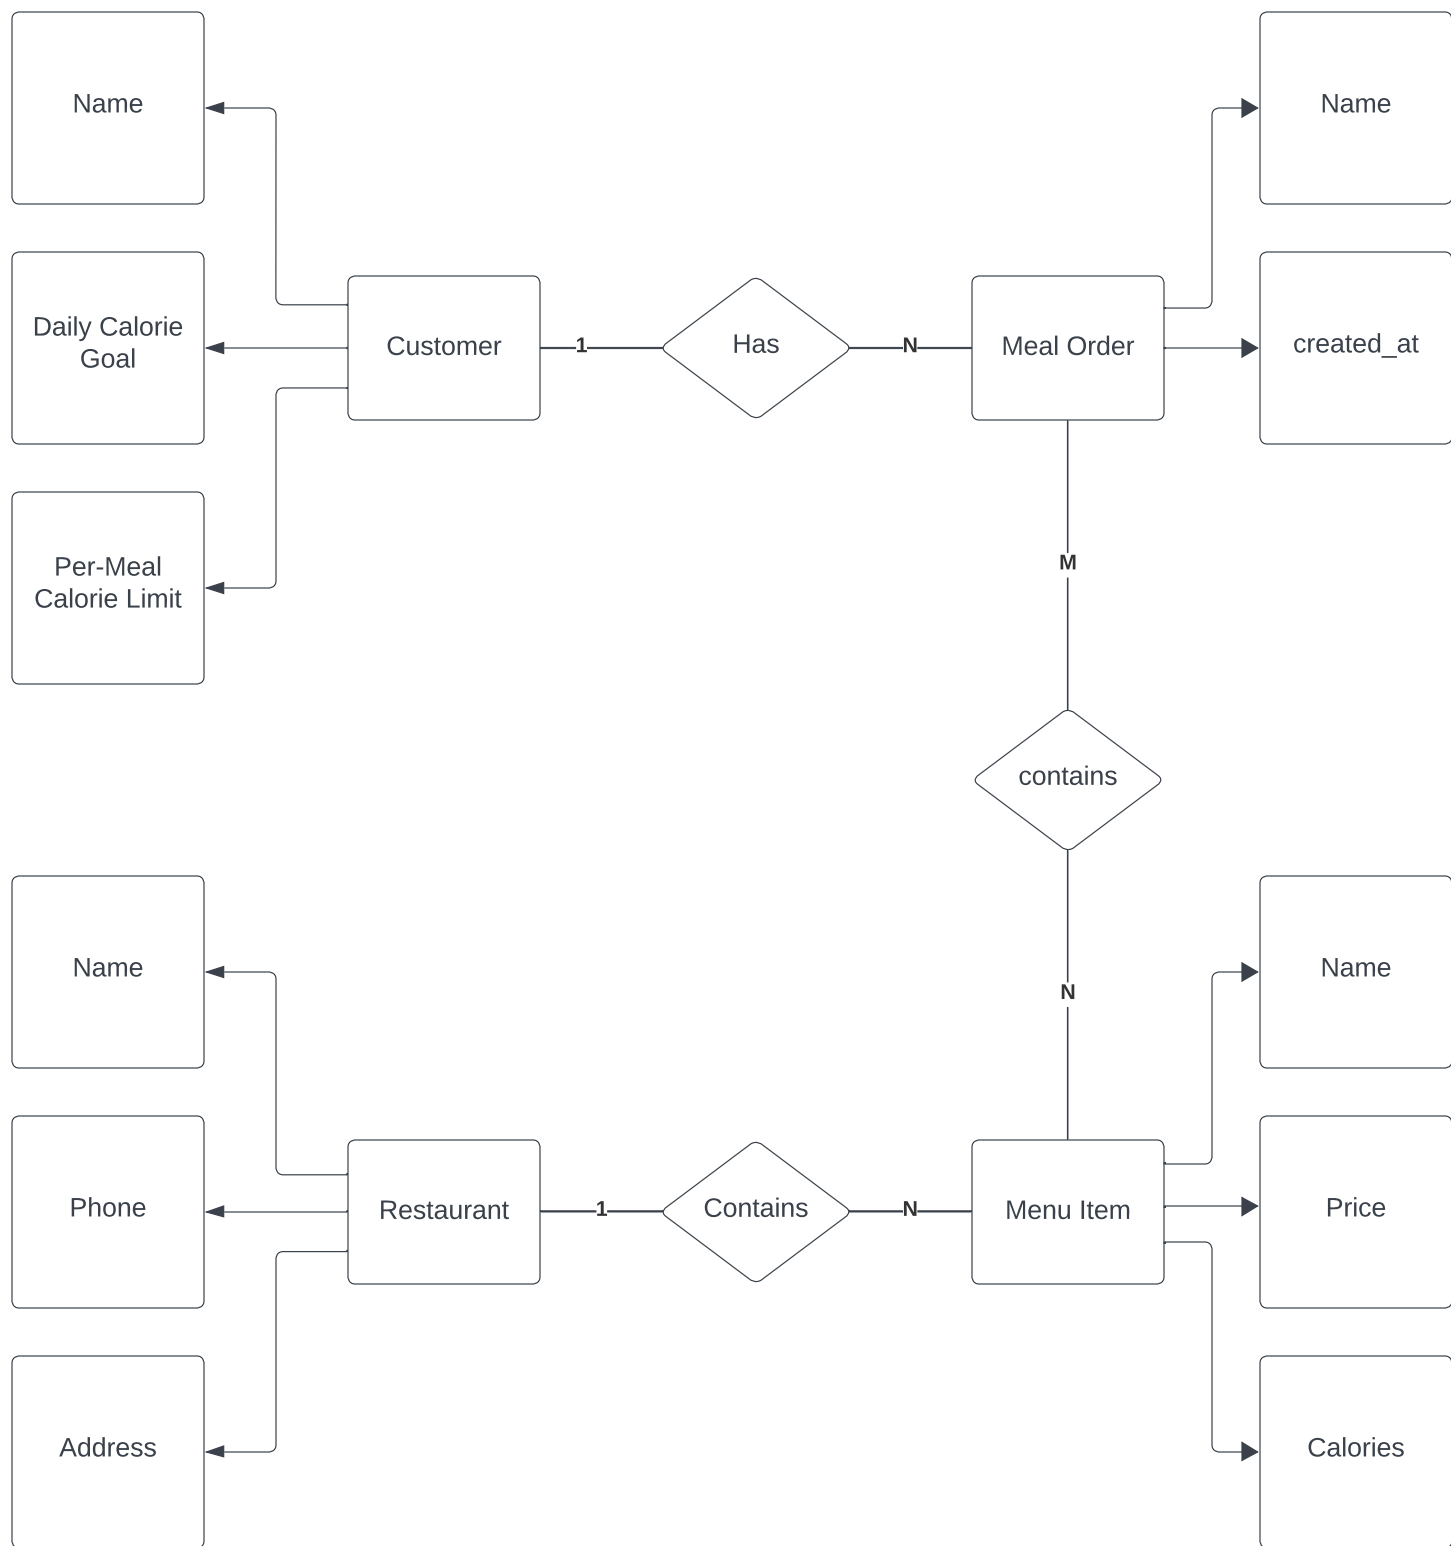 Name
Name
Daily Calorie
Goal
Customer
1
Has
N
Meal Order
created_at
Per-Meal
Calorie Limit
M
contains
Name
N
Name
Phone
Restaurant
1
Contains
N
Menu Item
Price
Address
Calories